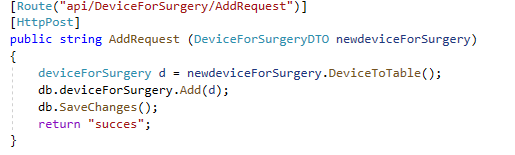 [Route("api/DeviceForSurgery/AddRequest")]
[HttpPost]
public string AddRequest (DeviceForSurgeryDTO newdeviceForSurgery)
{
deviceForSurgery d = newdeviceForSurgery.DeviceToTable();
db.deviceForSurgery.Add(d);
db.SaveChanges();
return "succes";
}